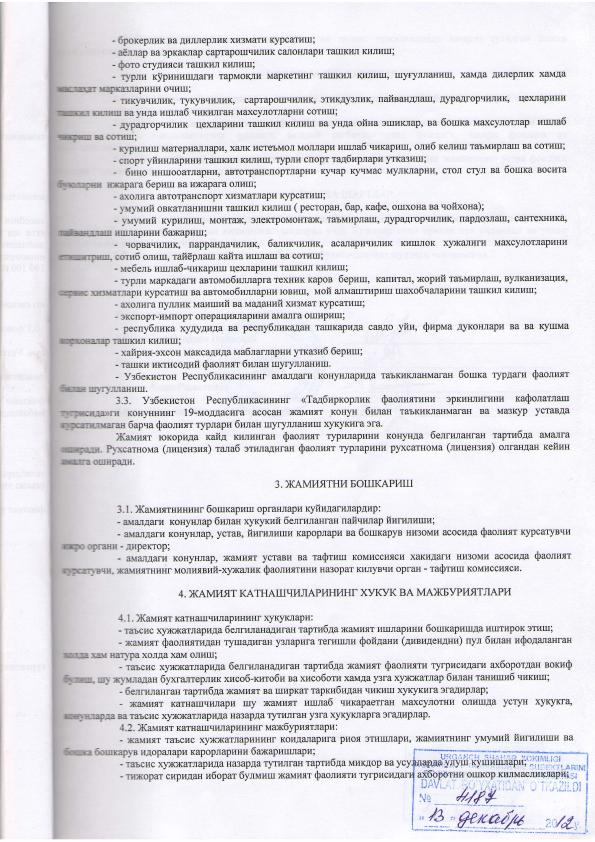 - брокерлик ва диллерлик хизмати курсатиш;
- аёллар ва эркаклар сартарошчилик салонлари ташкил килиш;
- фото студияси ташкил килиш;
- турли кўринишдаги тармоқли маркетинг ташкил қилиш, шуғулланиш, хамда дилерлик хамда
маслаҳат марказларини очиш;
- тикувчилик, тукувчилик, сартарошчилик, этикдузлик, пайвандлаш, дурадгорчилик, цехларини
ташкил килиш ва унда ишлаб чикилган махсулотларни сотиш;
- дурадгорчилик цехларини ташкил килиш ва унда ойна эшиклар, ва бошка махсулотлар ишлаб
чикриш ва сотиш;
- курилиш материаллари, халк истеъмол моллари ишлаб чикариш, олиб келиш таъмирлаш ва сотиш;
- спорт уйинларини ташкил килиш, турли спорт тадбирлари утказиш;
- бино иншооатларни, автотранспортларни кучар кучмас мулкларни, стол стул ва бошка восита
буюларни ижарага бериш ва ижарага олиш;
- ахолига автотранспорт хизматлари курсатиш;
- умумий овкатланишни ташкил килиш ( ресторан, бар, кафе, ошхона ва чойхона);
- умумий курилиш, монтаж, электромонтаж, таъмирлаш, дурадгорчилик, пардозлаш, сантехника,
пайвандлаш ишларини бажариш;
- чорвачилик, паррандачилик, баликчилик, асаларичилик кишлок хужалиги махсулотларини
етиштириш, сотиб олиш, тайёрлаш кайта ишлаш ва сотиш;
- мебель ишлаб-чикариш цехларини ташкил килиш;
- турли маркадаги автомобилларга техник каров бериш, капитал, жорий таъмирлаш, вулканизация,
сервис хизматлари курсатиш ва автомобилларни ювиш, мой алмаштириш шахобчаларини ташкил килиш;
- ахолига пуллик маиший ва маданий хизмат курсатиш;
- экспорт-импорт операцияларини амалга ошириш;
- республика худудида ва республикадан ташкарида савдо уйи, фирма дуконлари ва ва кушма
корхоналар ташкил килиш;
- хайрия-эхсон максадида маблагларни утказиб бериш;
- ташки иктисодий фаолият билан шугулланиш.
- Узбекистон Республикасининг амалдаги конунларида таъкикланмаган бошка турдаги фаолият
билан шугулланиш.
3.3. Узбекистон Республикасининг «Тадбиркорлик фаолиятини эркинлигини кафолатлаш
тугрисида»ги конуннинг 19-моддасига асосан жамият конун билан таъкикланмаган ва мазкур уставда
курсатилмаган барча фаолият турлари билан шугулланиш хукукига эга.
Жамият юкорида кайд килинган фаолият туриларини конунда белгиланган тартибда амалга
оширади. Рухсатнома (лицензия) талаб этиладиган фаолият турларини рухсатнома (лицензия) олгандан кейин
амалга оширади.
3. ЖАМИЯТНИ БОШКАРИШ
3.1. Жамиятнининг бошкариш органлари куйидагилардир:
- амалдаги конунлар билан хукукий белгиланган пайчилар йигилиши;
- амалдаги конунлар, устав, йигилиши карорлари ва бошкарув низоми асосида фаолият курсатувчи
ижро органи - директор;
- амалдаги конунлар, жамият устави ва тафтиш комиссияси хакидаги низоми асосида фаолият
курсатувчи, жамиятнинг молиявий-хужалик фаолиятини назорат килувчи орган - тафтиш комиссияси.
4. ЖАМИЯТ КАТНАШЧИЛАРИНИНГ ХУКУК ВА МАЖБУРИЯТЛАРИ
4.1. Жамият катнашчиларининг хукуклари:
- таъсис хужжатларида белгиланадиган тартибда жамият ишларини бошкаришда иштирок этиш;
- жамият фаолиятидан тушадиган узларига тегишли фойдани (дивидендни) пул билан ифодаланган
холда хам натура холда хам олиш;
- таъсис хужжатларида белгиланадиган тартибда жамият фаолияти тугрисидаги ахборотдан вокиф
булиш, шу жумладан бухгалтерлик хисоб-китоби ва хисоботи хамда узга хужжатлар билан танишиб чикиш;
- белгиланган тартибда жамият ва ширкат таркибидан чикиш хукукига эгадирлар;
- жамият катнашчилари шу жамият ишлаб чикараетган махсулотни олишда устун хукукга,
конунларда ва таъсис хужжатларида назарда тутилган узга хукукларга эгадирлар.
4.2. Жамият катнашчиларининг мажбуриятлари:
- жамият таъсис хужжатларининг коидаларига риоя этишлари, жамиятнинг умумий йигилиши ва
бошка бошкарув идоралари карорларни бажаришлари;
- таъсис хужжатларида назарда тутилган тартибда микдор ва усулларда улуш кушишлари;
- тижорат сиридан иборат булмиш жамият фаолияти тугрисидаги ахборотни ошкор килмасликлари;
URGANCH SHAHAR HOKIMLIGI
DAVLAT RO'YXATIDAN O'TKAZILDI
№ 4187
"13" декабрь 2012 y.